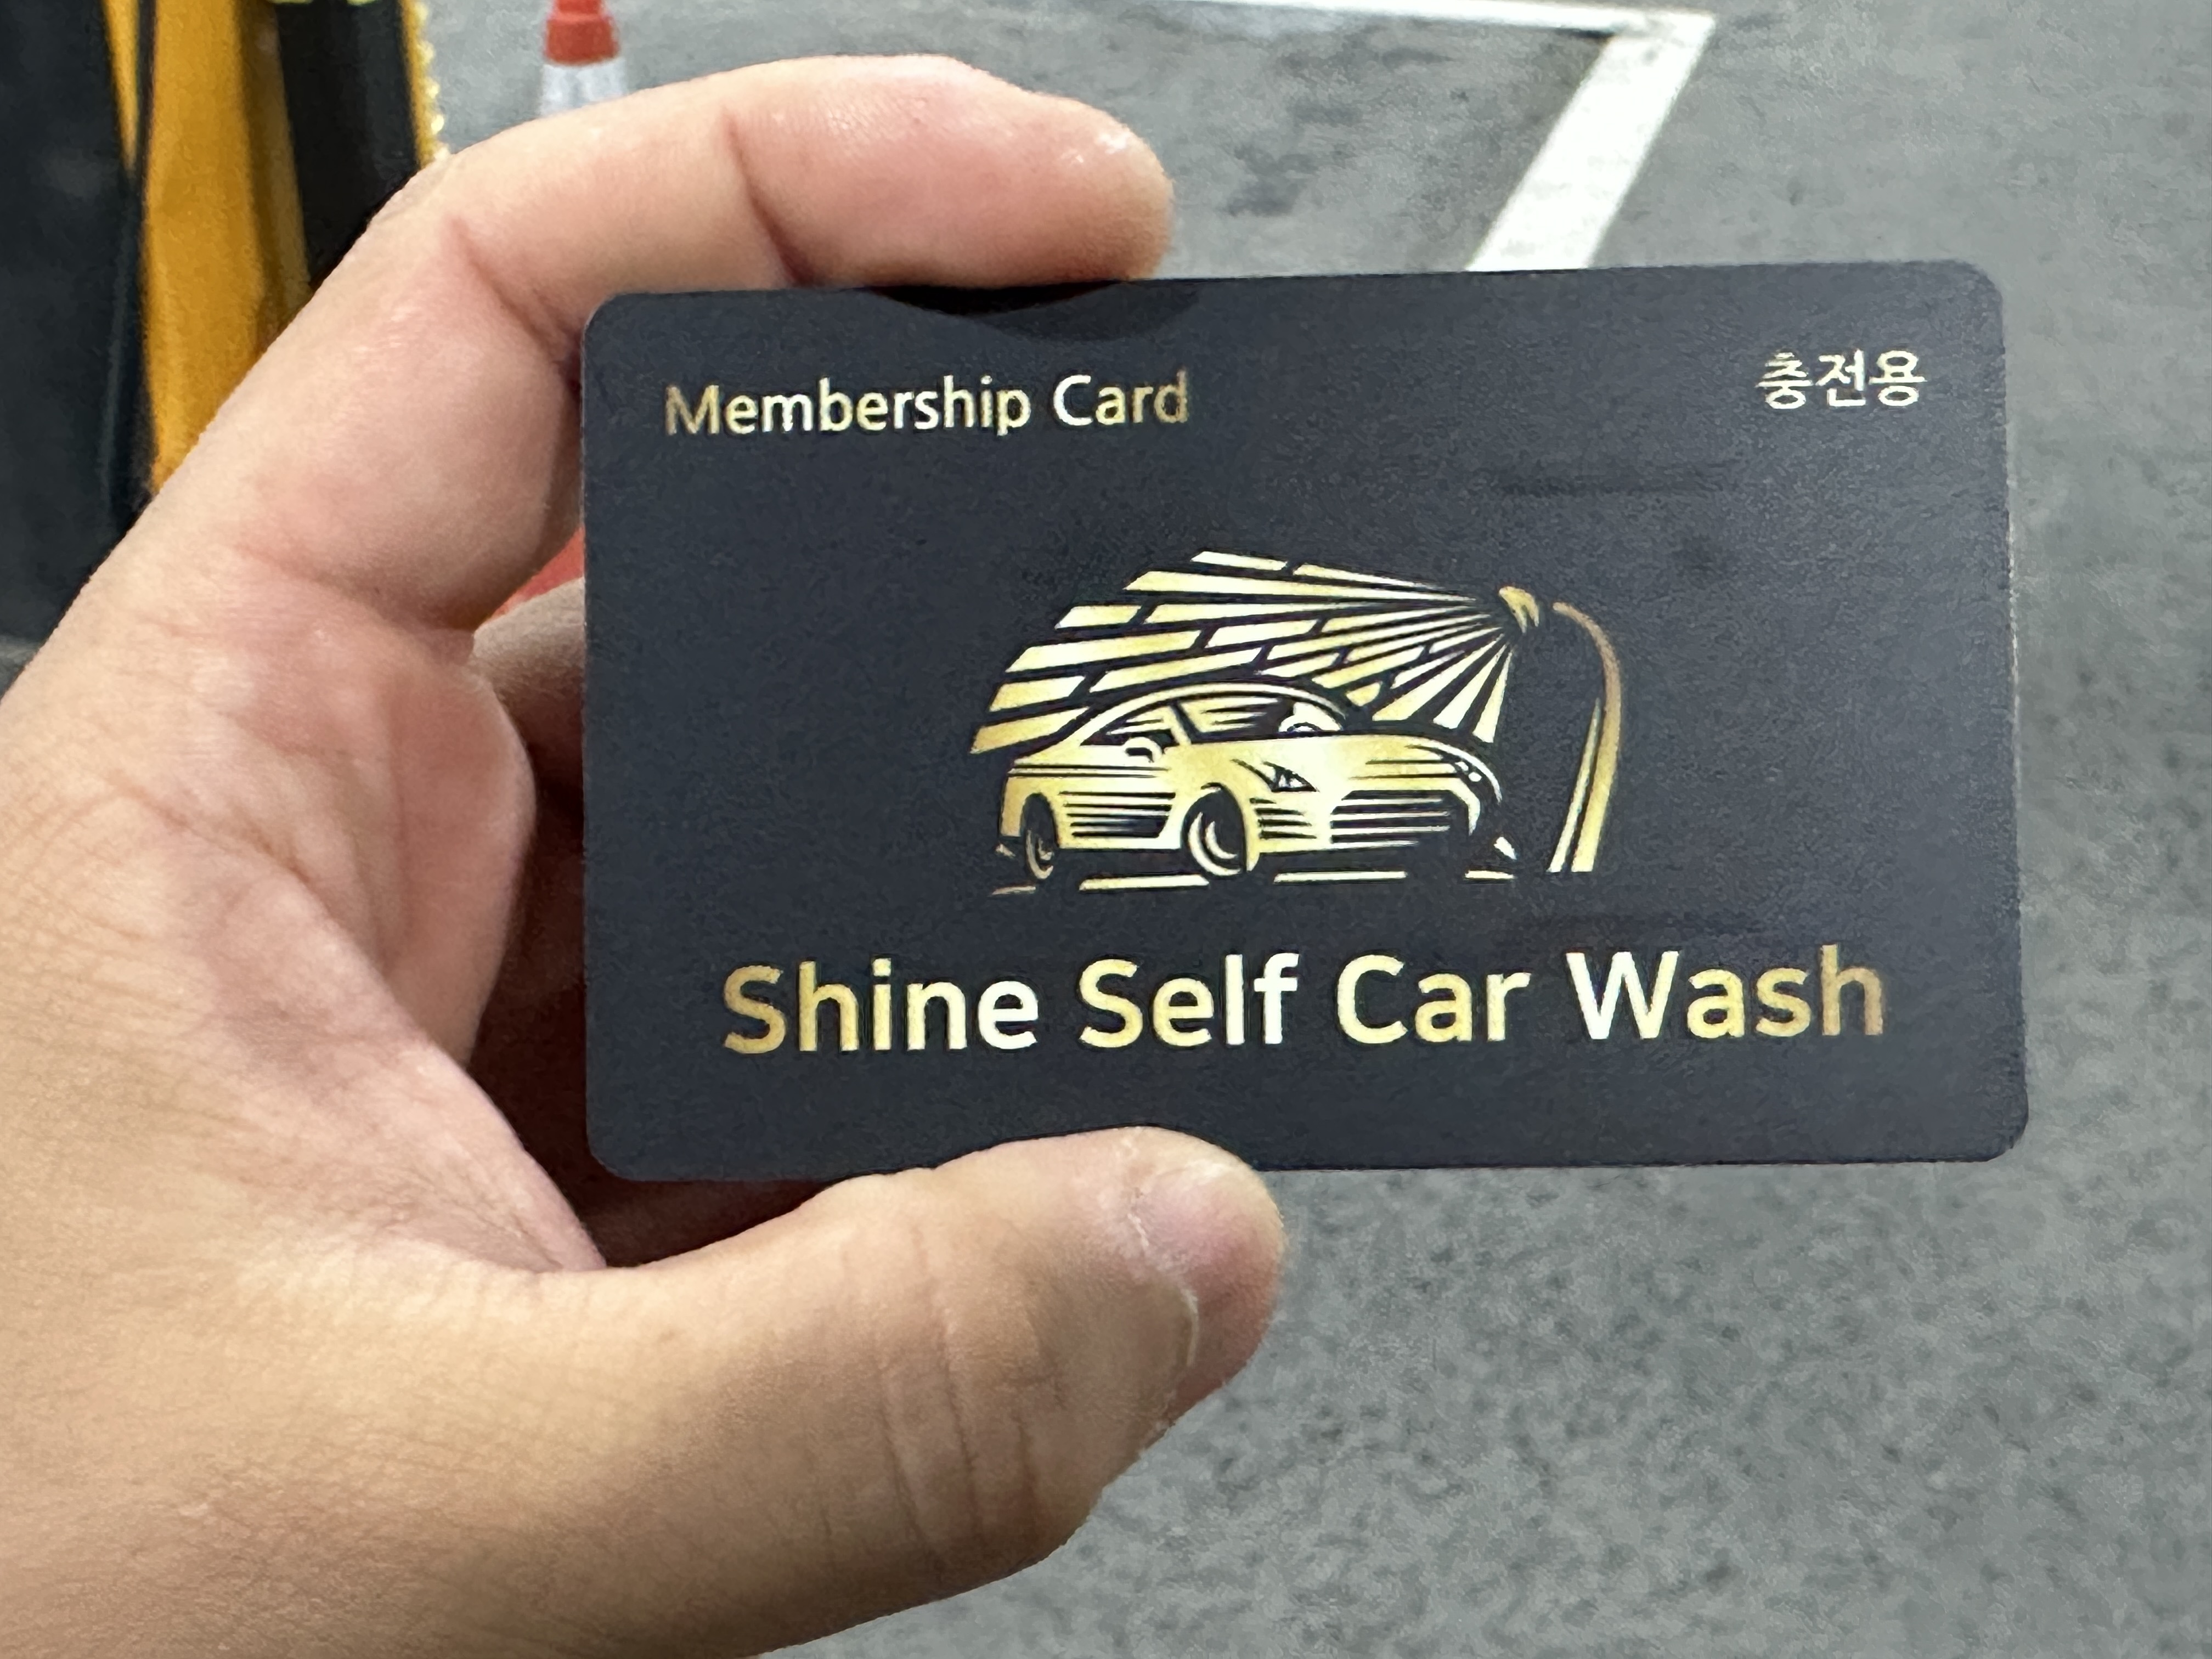 Membership Card
충전용
Shine Self Car Wash